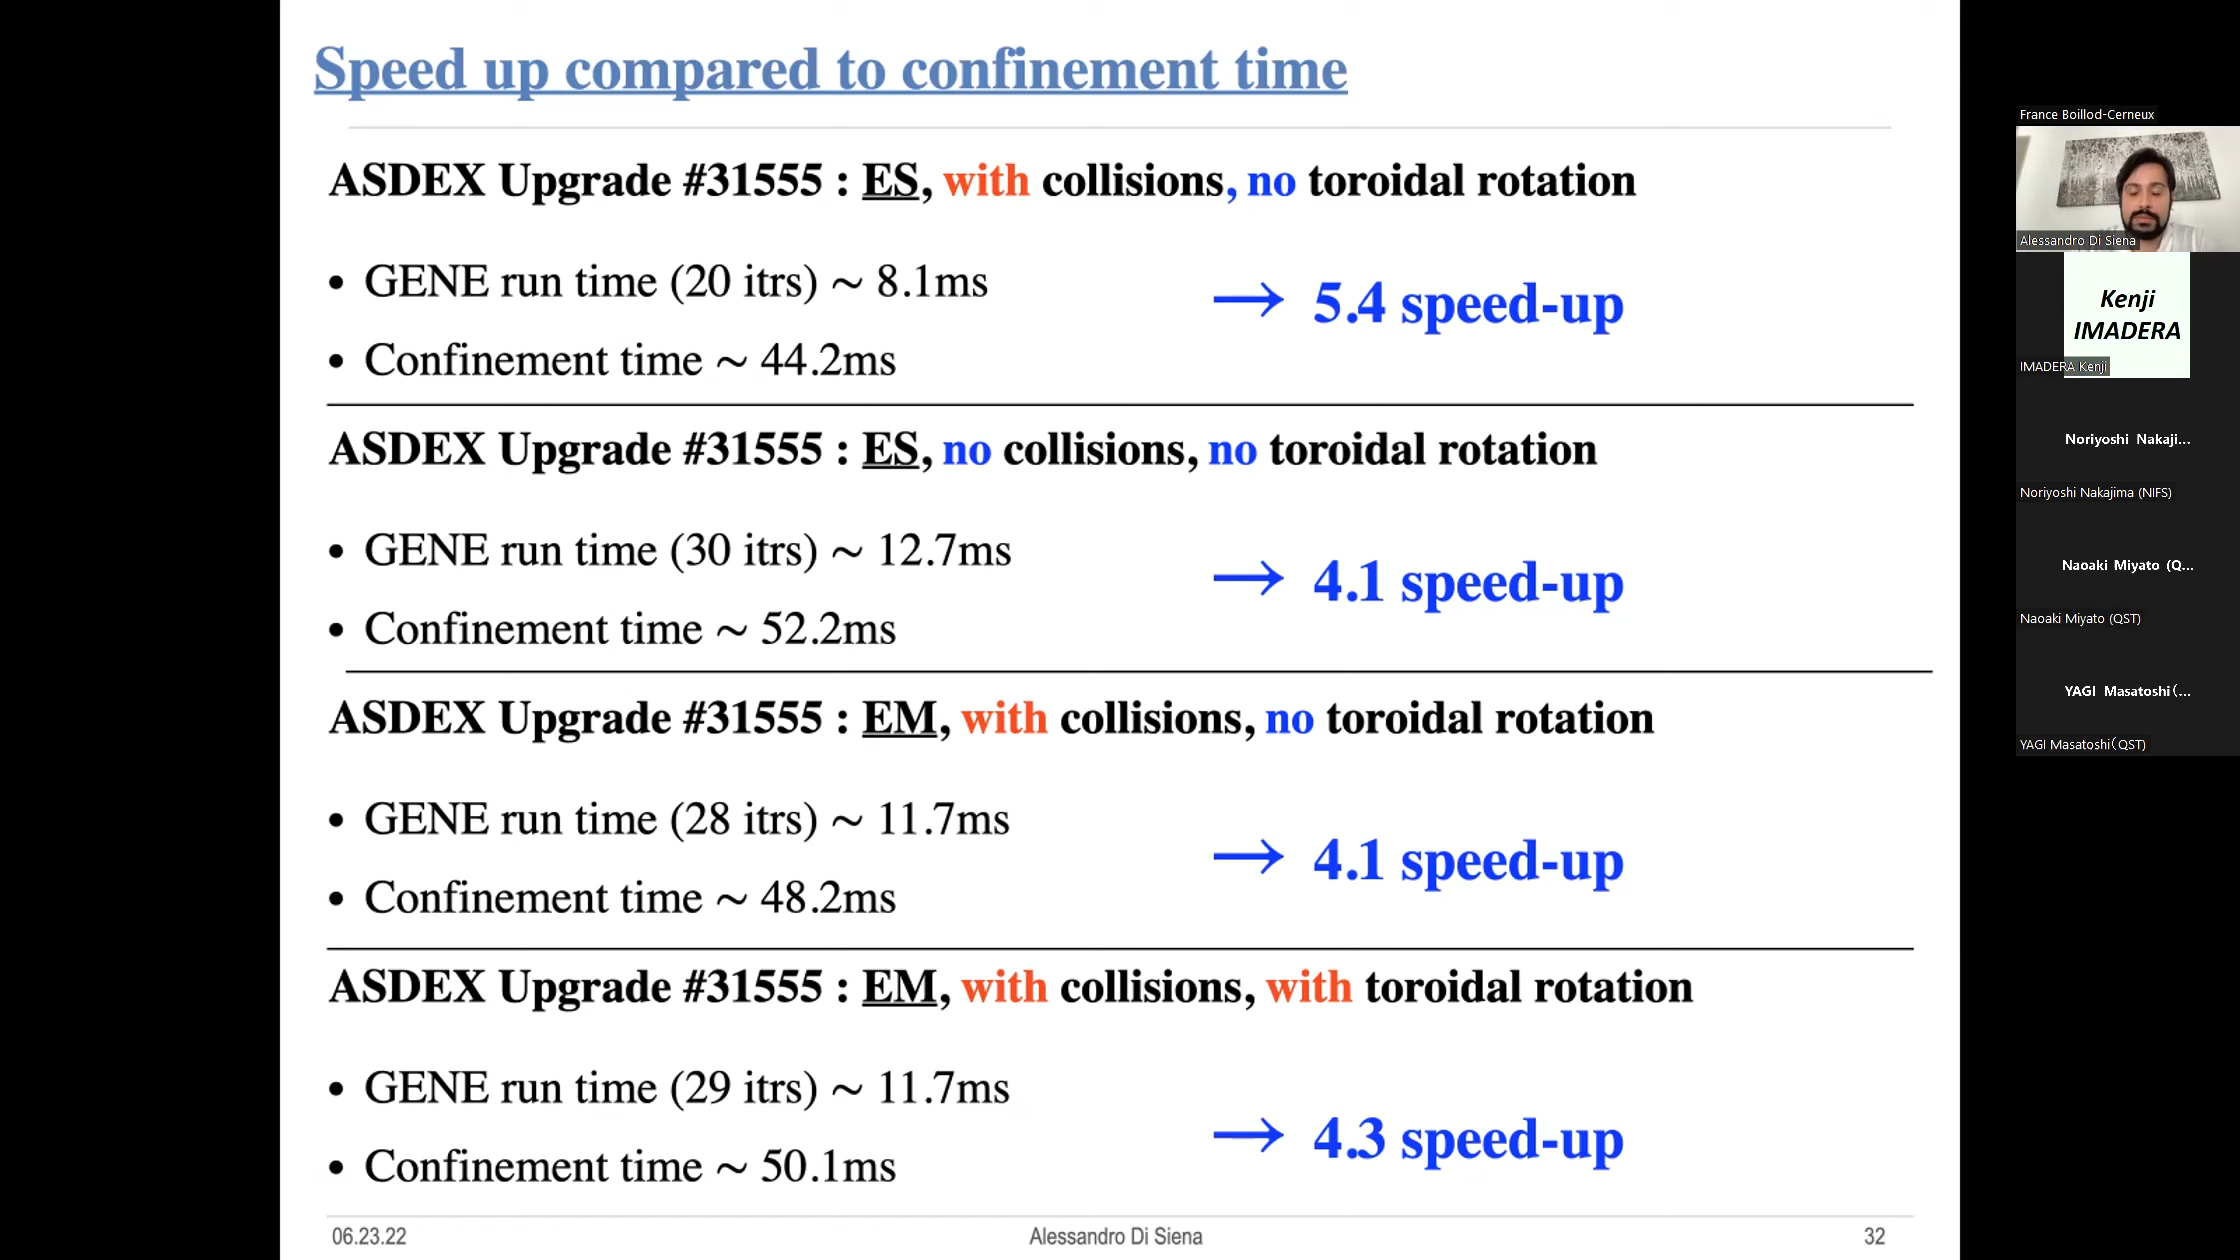 Speed up compared to confinement time
ASDEX Upgrade #31555 : ES, with collisions, no toroidal rotation
• GENE run time (20 itrs) ~ 8.1ms
→ 5.4 speed-up
• Confinement time ~ 44.2ms
ASDEX Upgrade #31555 : ES, no collisions, no toroidal rotation
• GENE run time (30 itrs) ~ 12.7ms
→ 4.1 speed-up
• Confinement time ~ 52.2ms
ASDEX Upgrade #31555 : EM, with collisions, no toroidal rotation
• GENE run time (28 itrs) ~ 11.7ms
→ 4.1 speed-up
• Confinement time ~ 48.2ms
ASDEX Upgrade #31555 : EM, with collisions, with toroidal rotation
• GENE run time (29 itrs) ~ 11.7ms
→ 4.3 speed-up
• Confinement time ~ 50.1ms
06.23.22
Alessandro Di Siena
32
France Boillod-Cerneux
Alessandro Di Siena
Kenji
IMADERA
IMADERA Kenji
Noriyoshi Nakaji...
Noriyoshi Nakajima (NIFS)
Naoaki Miyato (Q...
Naoaki Miyato (QST)
YAGI Masatoshi（...
YAGI Masatoshi（QST)